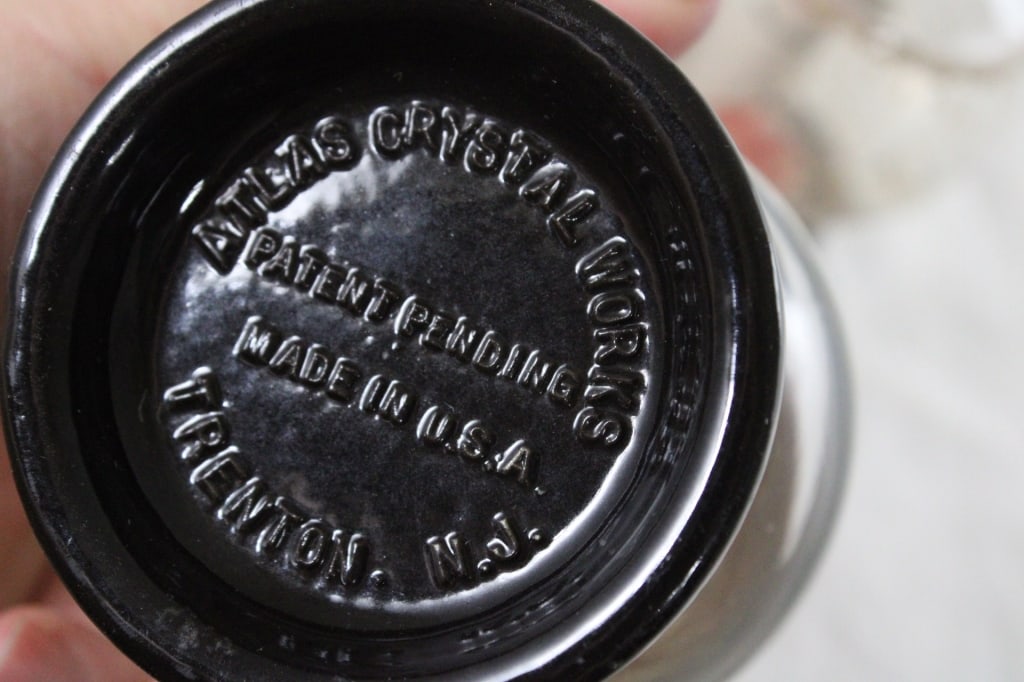 ATLAS CRYSTAL WORKS
PATENT PENDING
MADE IN U.S.A.
TRENTON. N.J.